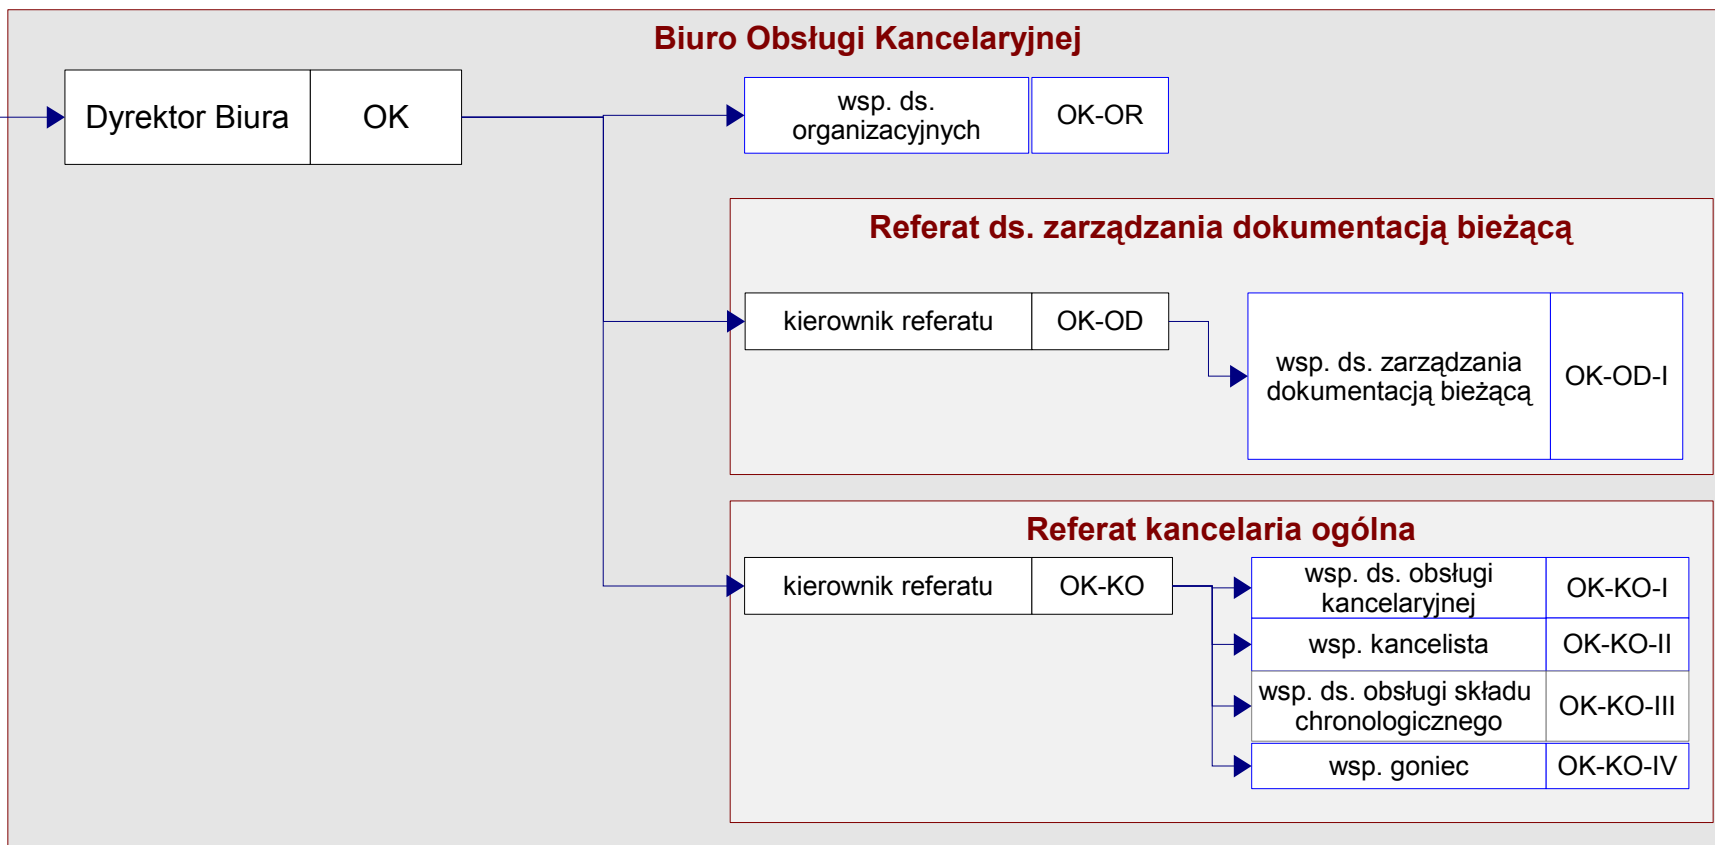 Biuro Obsługi Kancelaryjnej
Dyrektor Biura
OK
wsp. ds.
organizacyjnych
OK-OR
Referat ds. zarządzania dokumentacją bieżącą
kierownik referatu
OK-OD
wsp. ds. zarządzania
dokumentacją bieżącą
OK-OD-I
Referat kancelaria ogólna
kierownik referatu
OK-KO
wsp. ds. obsługi
kancelaryjnej
OK-KO-I
wsp. kancelista
OK-KO-II
wsp. ds. obsługi składu
chronologicznego
OK-KO-III
wsp. goniec
OK-KO-IV